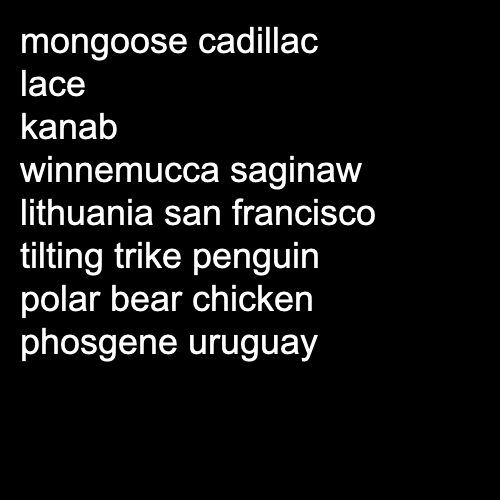 mongoose cadillac
lace
kanab
winnemucca saginaw
lithuania san francisco
tilting trike penguin
polar bear chicken
phosgene uruguay